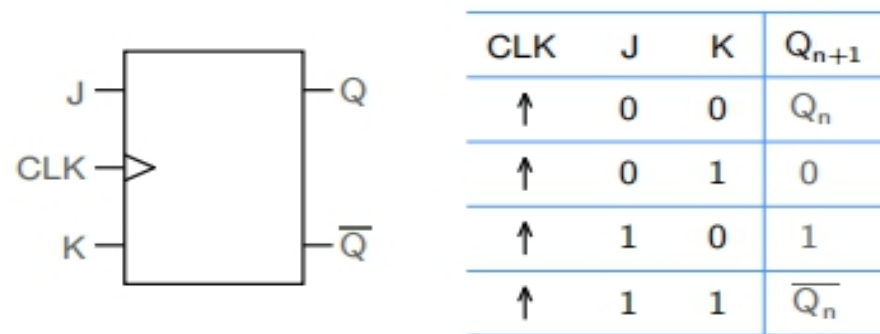 J
Q
CLK
K
Q̅
CLK J K Qₙ₊₁
↑ 0 0 Qₙ
↑ 0 1 0
↑ 1 0 1
↑ 1 1 Q̅ₙ